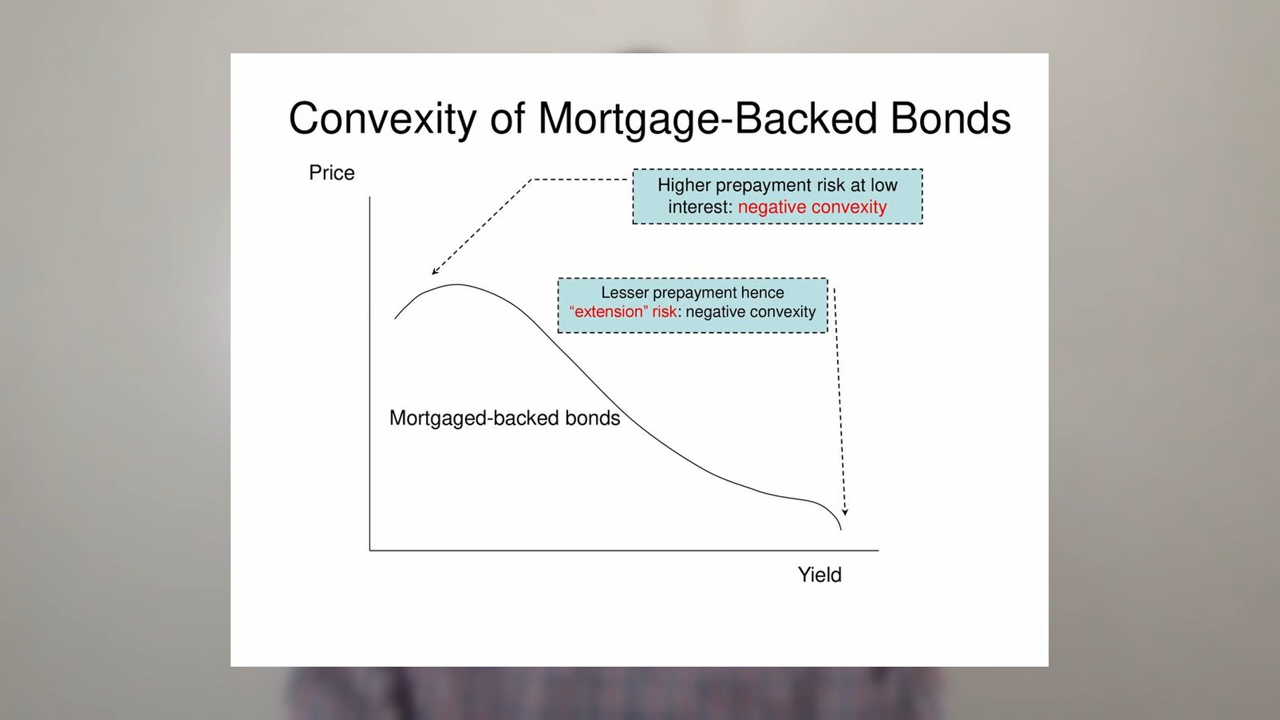 Convexity of Mortgage-Backed Bonds
Price
Higher prepayment risk at low
interest: negative convexity
Lesser prepayment hence
“extension” risk: negative convexity
Mortgaged-backed bonds
Yield